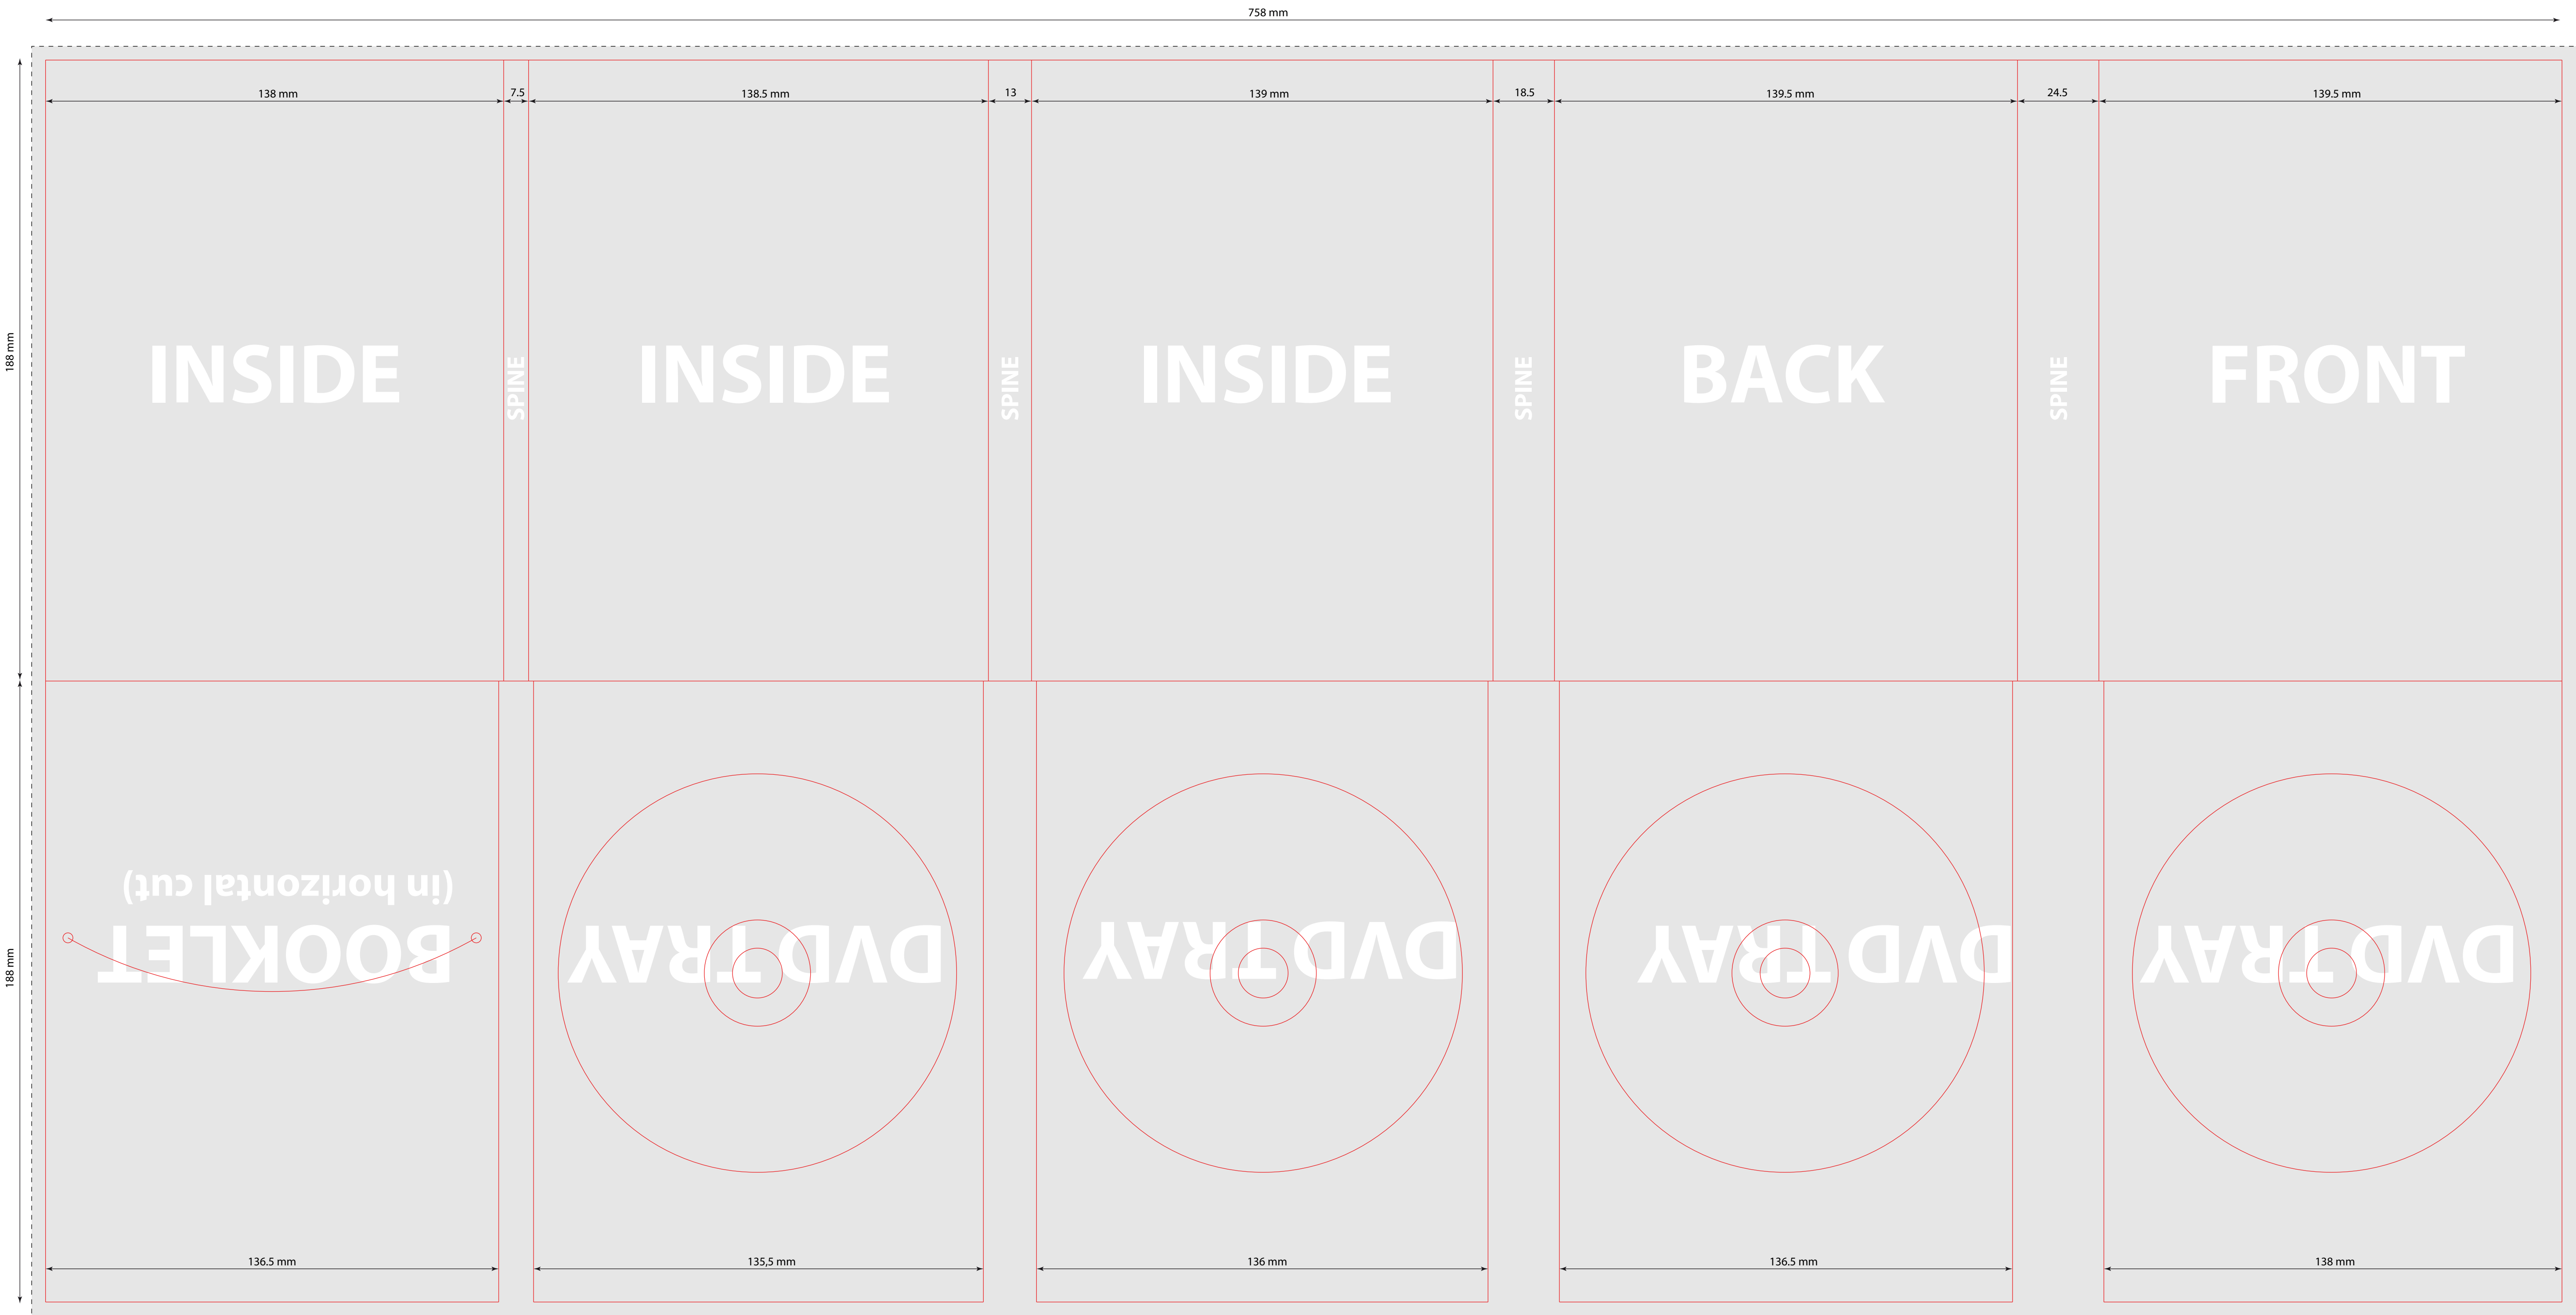 758 mm
138 mm
7.5
138.5 mm
13
139 mm
18.5
139.5 mm
24.5
139.5 mm
188 mm
INSIDE
SPINE
INSIDE
SPINE
INSIDE
SPINE
BACK
SPINE
FRONT
188 mm
BOOKLET
(in horizontal cut)
DVD TRAY
DVD TRAY
DVD TRAY
DVD TRAY
136.5 mm
135,5 mm
136 mm
136.5 mm
138 mm